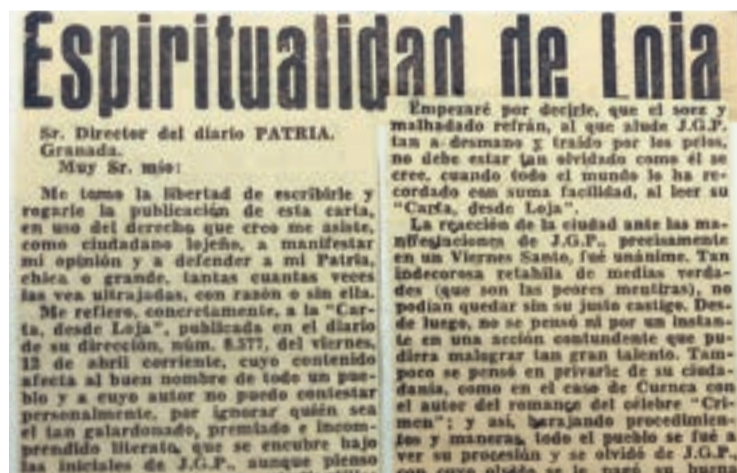 Espiritualidad de Loja
Sr. Director del diario PATRIA.
Granada.
Muy Sr. mío:
Me tomo la libertad de escribirle y
rogarle la publicación de esta carta,
en uso del derecho que creo me asiste,
como ciudadano lojeño, a manifestar
mi opinión y a defender a mi Patria,
chica o grande, tantas cuantas veces
las vea ultrajadas, con razón o sin ella.
Me refiero, concretamente, a la "Car-
ta, desde Loja", publicada en el diario
de su dirección, núm. 8.577, del viernes,
12 de abril corriente, cuyo contenido
afecta al buen nombre de todo un pue-
blo y a cuyo autor no puedo contestar
personalmente, por ignorar quién sea
el tan galardonado, premiado e incom-
prendido literato, que se encubre bajo
las iniciales de J.G.P., aunque pienso
Empezaré por decirle, que el soez y
malhadado refrán, al que alude J.G.P.
tan a desmano y traído por los pelos,
no debe estar tan olvidado como él se
cree, cuando todo el mundo lo ha re-
cordado con suma facilidad, al leer su
"Carta, desde Loja".
La reacción de la ciudad ante las ma-
nifestaciones de J.G.P., precisamente
en un Viernes Santo, fué unánime. Tan
indecorosa retahíla de medias verda-
des (que son las peores mentiras), no
podían quedar sin su justo castigo. Des-
de luego, no se pensó ni por un instan-
te en una acción contundente que pu-
diera malograr tan gran talento. Tam-
poco se pensó en privarle de su ciuda-
danía, como en el caso de Cuenca con
el autor del romance del célebre "Cri-
men"; y así, barajando procedimien-
tos y maneras, todo el pueblo se fué a
ver su procesión y se olvidó de J.G.P.,
con cuyo olvido se le buena